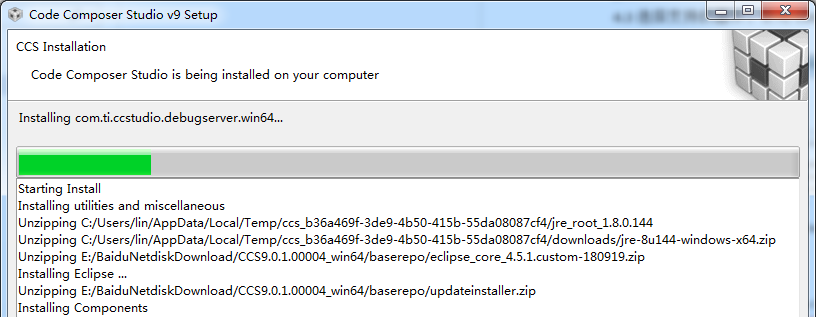 Code Composer Studio v9 Setup
CCS Installation
Code Composer Studio is being installed on your computer
Installing com.ti.ccstudio.debugserver.win64...
Starting Install
Installing utilities and miscellaneous
Unzipping C:/Users/lin/AppData/Local/Temp/ccs_b36a469f-3de9-4b50-415b-55da08087cf4/jre_root_1.8.0.144
Unzipping C:/Users/lin/AppData/Local/Temp/ccs_b36a469f-3de9-4b50-415b-55da08087cf4/downloads/jre-8u144-windows-x64.zip
Unzipping E:/BaiduNetdiskDownload/CCS9.0.1.00004_win64/baserepo/eclipse_core_4.5.1.custom-180919.zip
Installing Eclipse ...
Unzipping E:/BaiduNetdiskDownload/CCS9.0.1.00004_win64/baserepo/updateinstaller.zip
Installing Components